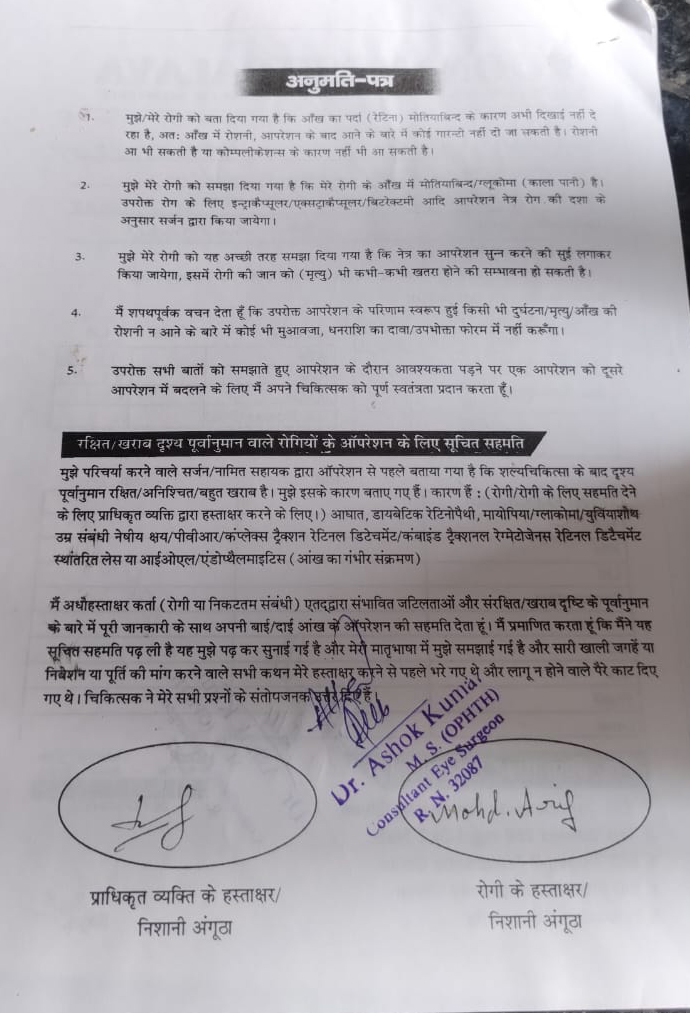 अनुमति-पत्र
1. मुझे/मेरे रोगी को बता दिया गया है कि आँख का पर्दा (रेटिना) मोतियाबिन्द के कारण अभी दिखाई नहीं दे
रहा है, अतः आँख में रोशनी, आपरेशन के बाद आने के बारे में कोई गारन्टी नहीं दी जा सकती है। रोशनी
आ भी सकती है या कोम्पलीकेशन्स के कारण नहीं भी आ सकती है।
2. मुझे मेरे रोगी को समझा दिया गया है कि मेरे रोगी के आँख में मोतियाबिन्द/ग्लूकोमा (काला पानी) है।
उपरोक्त रोग के लिए इन्ट्राकैप्सूलर/एक्सट्राकैप्सूलर/बिटरेक्टमी आदि आपरेशन नेत्र रोग की दशा के
अनुसार सर्जन द्वारा किया जायेगा।
3. मुझे मेरे रोगी को यह अच्छी तरह समझा दिया गया है कि नेत्र का आपरेशन सुन्न करने की सुई लगाकर
किया जायेगा, इसमें रोगी की जान को (मृत्यु) भी कभी-कभी खतरा होने की सम्भावना हो सकती है।
4. मैं शपथपूर्वक वचन देता हूँ कि उपरोक्त आपरेशन के परिणाम स्वरूप हुई किसी भी दुर्घटना/मृत्यु/आँख की
रोशनी न आने के बारे में कोई भी मुआवजा, धनराशि का दावा/उपभोक्ता फोरम में नहीं करूँगा।
5. उपरोक्त सभी बातों को समझाते हुए आपरेशन के दौरान आवश्यकता पड़ने पर एक आपरेशन को दूसरे
आपरेशन में बदलने के लिए मैं अपने चिकित्सक को पूर्ण स्वतंत्रता प्रदान करता हूँ।
रक्षित/खराब दृश्य पूर्वानुमान वाले रोगियों के ऑपरेशन के लिए सूचित सहमति
मुझे परिचर्या करने वाले सर्जन/नामित सहायक द्वारा ऑपरेशन से पहले बताया गया है कि शल्यचिकित्सा के बाद दृश्य
पूर्वानुमान रक्षित/अनिश्चित/बहुत खराब है। मुझे इसके कारण बताए गए हैं। कारण हैं : (रोगी/रोगी के लिए सहमति देने
के लिए प्राधिकृत व्यक्ति द्वारा हस्ताक्षर करने के लिए।) आघात, डायबेटिक रेटिनोपैथी, मायोपिया/ग्लाकोमा/युवियाशोथ
उम्र संबंधी नेत्रीय क्षय/पीवीआर/कंप्लेक्स ट्रैक्शन रेटिनल डिटेचमेंट/कंबाइंड ट्रैक्शनल रेग्मेटोजेनस रेटिनल डिटैचमेंट
स्थांतरित लेस या आईओएल/एंडोप्थैलमाइटिस (आंख का गंभीर संक्रमण)
मैं अधौहस्ताक्षर कर्ता (रोगी या निकटतम संबंधी) एतद्द्वारा संभावित जटिलताओं और संरक्षित/खराब दृष्टि के पूर्वानुमान
के बारे में पूरी जानकारी के साथ अपनी बाई/दाई आंख के ऑपरेशन की सहमति देता हूं। मैं प्रमाणित करता हूं कि मैंने यह
सूचित सहमति पढ़ ली है यह मुझे पढ़ कर सुनाई गई है और मेरी मातृभाषा में मुझे समझाई गई है और सारी खाली जगहें या
निबेशन या पूर्ति की मांग करने वाले सभी कथन मेरे हस्ताक्षर करने से पहले भरे गए थे और लागू न होने वाले पैरे काट दिए
गए थे। चिकित्सक ने मेरे सभी प्रश्नों के संतोपजनक उत्तर दिए हैं।
Dr. Ashok Kumar
M. S. (OPHTH)
Consultant Eye Surgeon
R. N. 32087
Mohd. Arif
प्राधिकृत व्यक्ति के हस्ताक्षर/
निशानी अंगूठा
रोगी के हस्ताक्षर/
निशानी अंगूठा